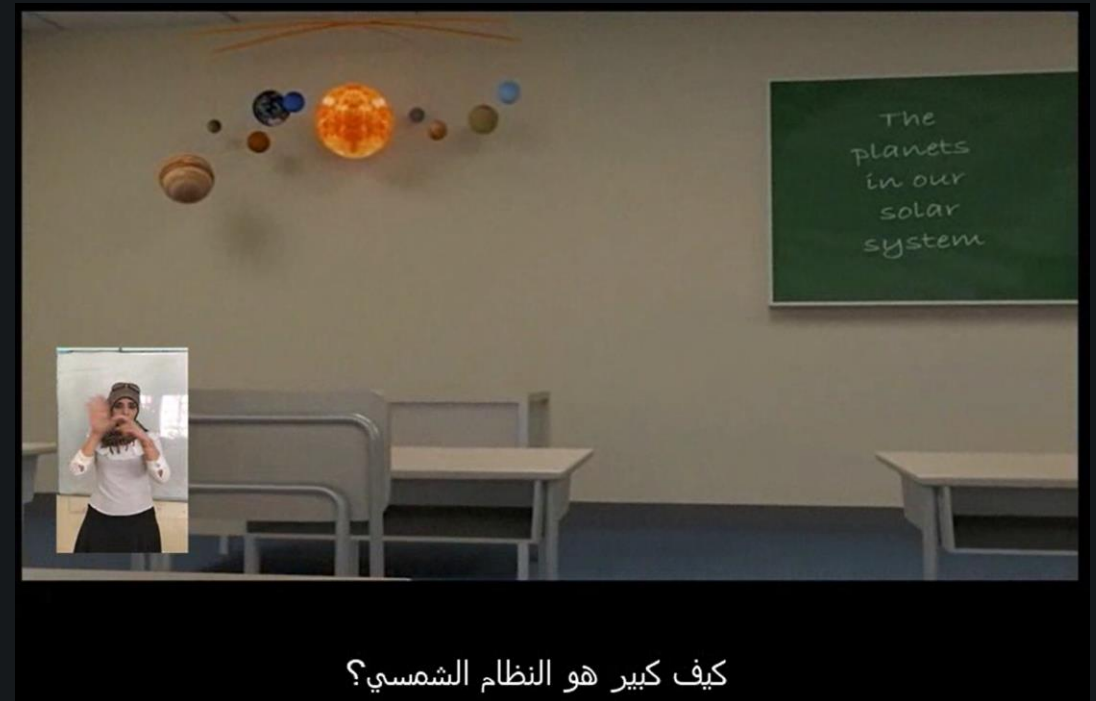 The
planets
in our
solar
system
كيف كبير هو النظام الشمسي؟